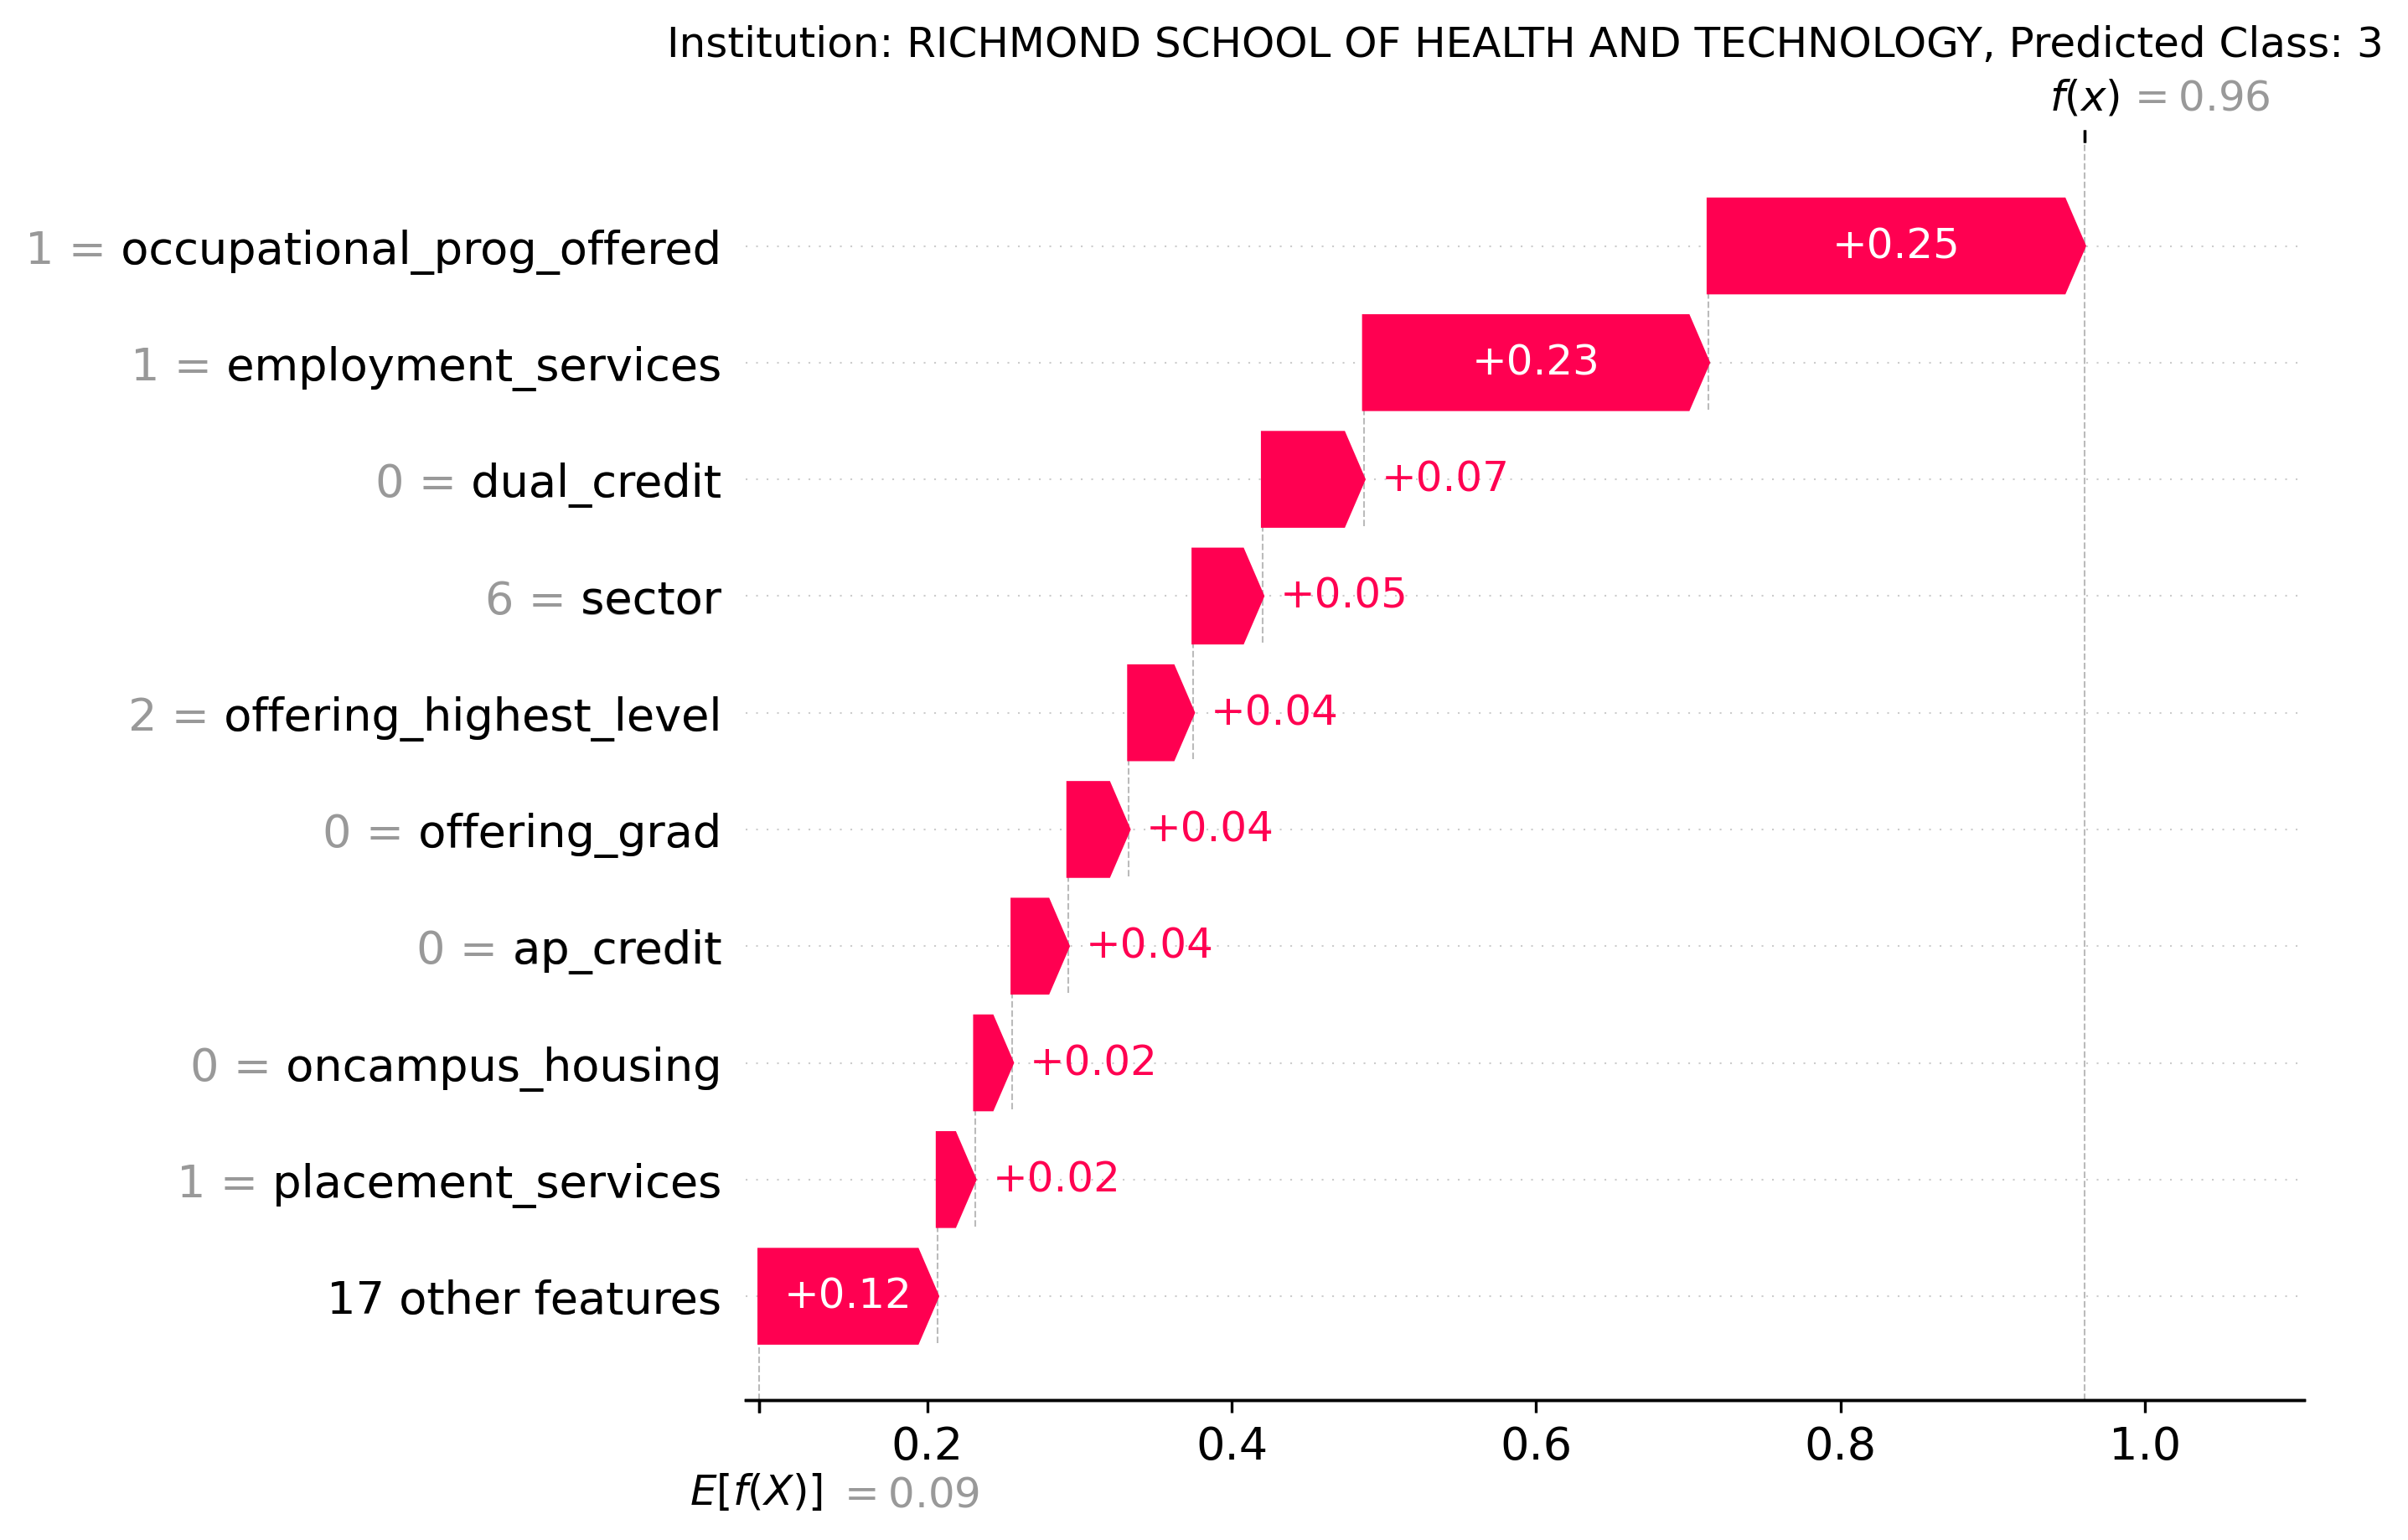 Institution: RICHMOND SCHOOL OF HEALTH AND TECHNOLOGY, Predicted Class: 3
f(x) = 0.96
1 = occupational_prog_offered +0.25
1 = employment_services +0.23
0 = dual_credit +0.07
6 = sector +0.05
2 = offering_highest_level +0.04
0 = offering_grad +0.04
0 = ap_credit +0.04
0 = oncampus_housing +0.02
1 = placement_services +0.02
17 other features +0.12
0.2 0.4 0.6 0.8 1.0
E[f(X)] = 0.09